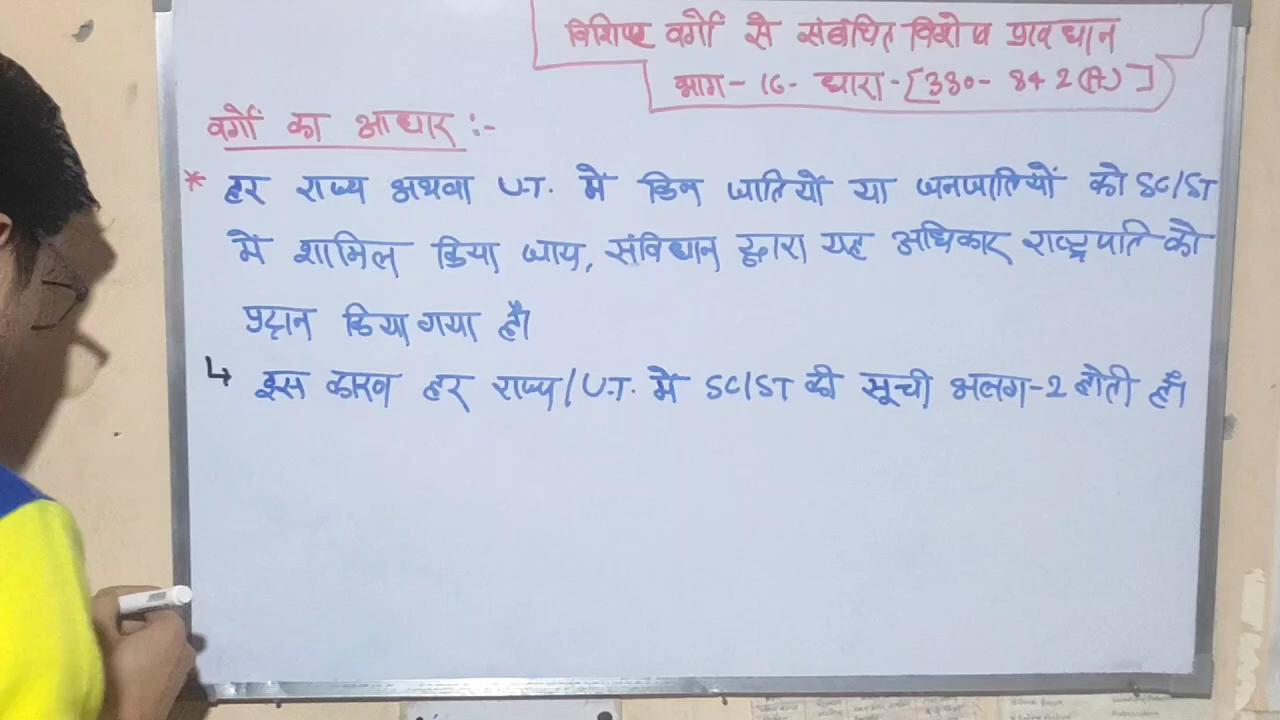 विशिष्ट वर्गों से संबंधित विशेष प्रावधान
भाग - 16 - धारा - [330 - 342(A)]
वर्गों का आधार :-
* हर राज्य अथवा U.T. में किन जातियों या जनजातियों को SC/ST
में शामिल किया जाय, संविधान द्वारा यह अधिकार राष्ट्रपति को
प्रदान किया गया है।
↳ इस कारण हर राज्य/U.T. में SC/ST की सूची अलग-2 होती है।